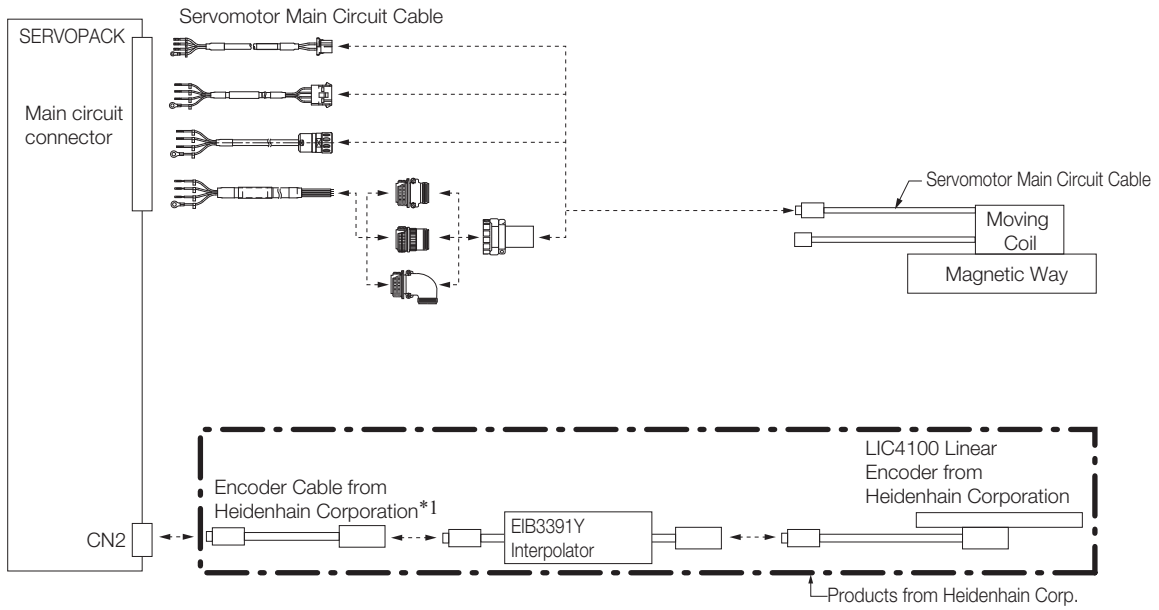 Servomotor Main Circuit Cable
SERVOPACK
Main circuit
connector
Servomotor Main Circuit Cable
Moving
Coil
Magnetic Way
LIC4100 Linear
Encoder from
Heidenhain Corporation
Encoder Cable from
Heidenhain Corporation*1
EIB3391Y
Interpolator
CN2
Products from Heidenhain Corp.